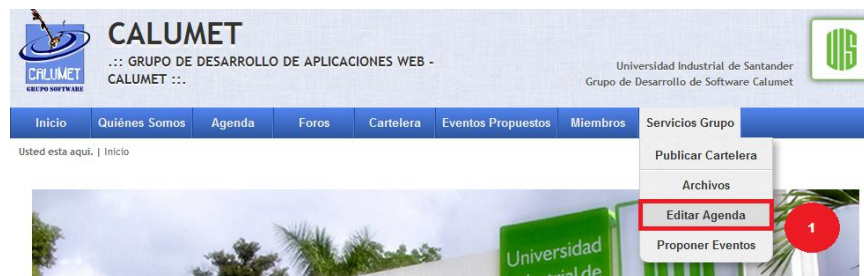 CALUMET
.:: GRUPO DE DESARROLLO DE APLICACIONES WEB -
CALUMET ::.
CALUMET
GRUPO SOFTWARE
Universidad Industrial de Santander
Grupo de Desarrollo de Software Calumet
UIS
Inicio Quiénes Somos Agenda Foros Cartelera Eventos Propuestos Miembros Servicios Grupo
Usted esta aqui. | Inicio
Publicar Cartelera
Archivos
Editar Agenda
1
Proponer Eventos
Universidad